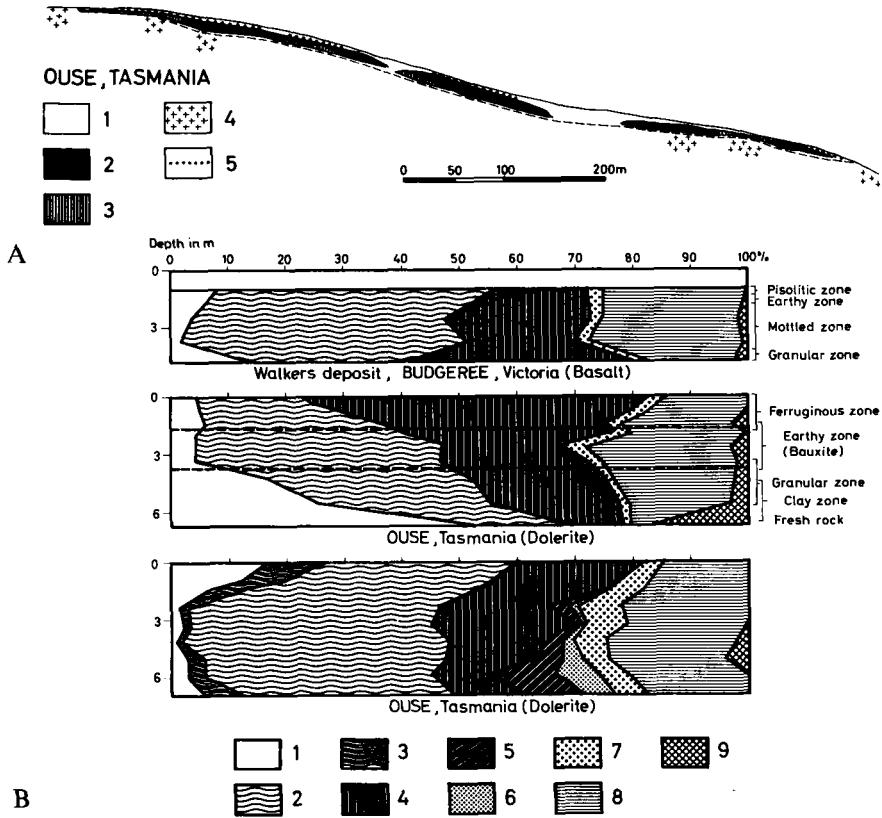 OUSE, TASMANIA
1 4
2 5
3
0 50 100 200m
A
Depth in m
0 10 20 30 40 50 60 70 80 90 100%
0
3
Pisolitic zone
Earthy zone
Mottled zone
Granular zone
Walkers deposit, BUDGEREE, Victoria (Basalt)
0
3
6
Ferruginous zone
Earthy zone
(Bauxite)
Granular zone
Clay zone
Fresh rock
OUSE, Tasmania (Dolerite)
0
3
6
OUSE, Tasmania (Dolerite)
1 3 5 7 9
2 4 6 8
B